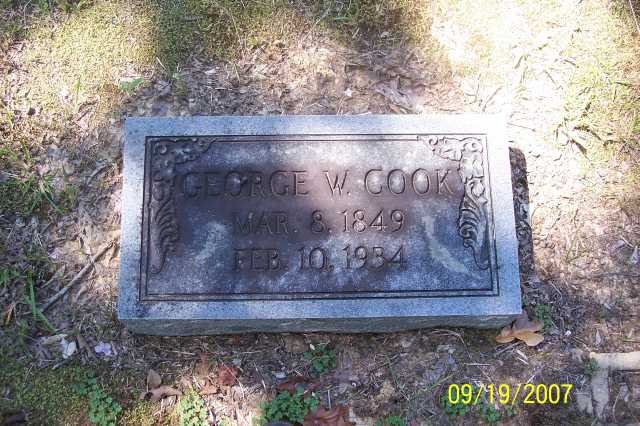 GEORGE W. COOK
MAR. 8, 1849
FEB. 10, 1934
09/19/2007